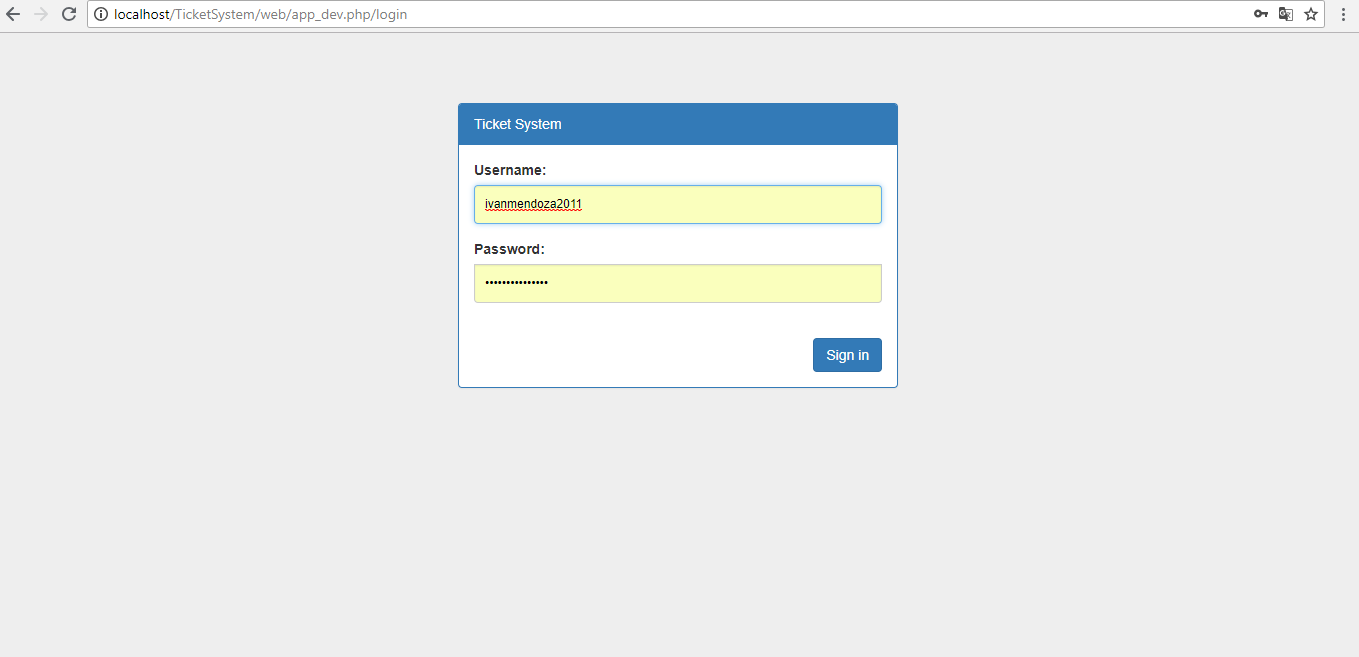 localhost/TicketSystem/web/app_dev.php/login
Ticket System
Username:
ivanmendoza2011
Password:
•••••••••••••••
Sign in